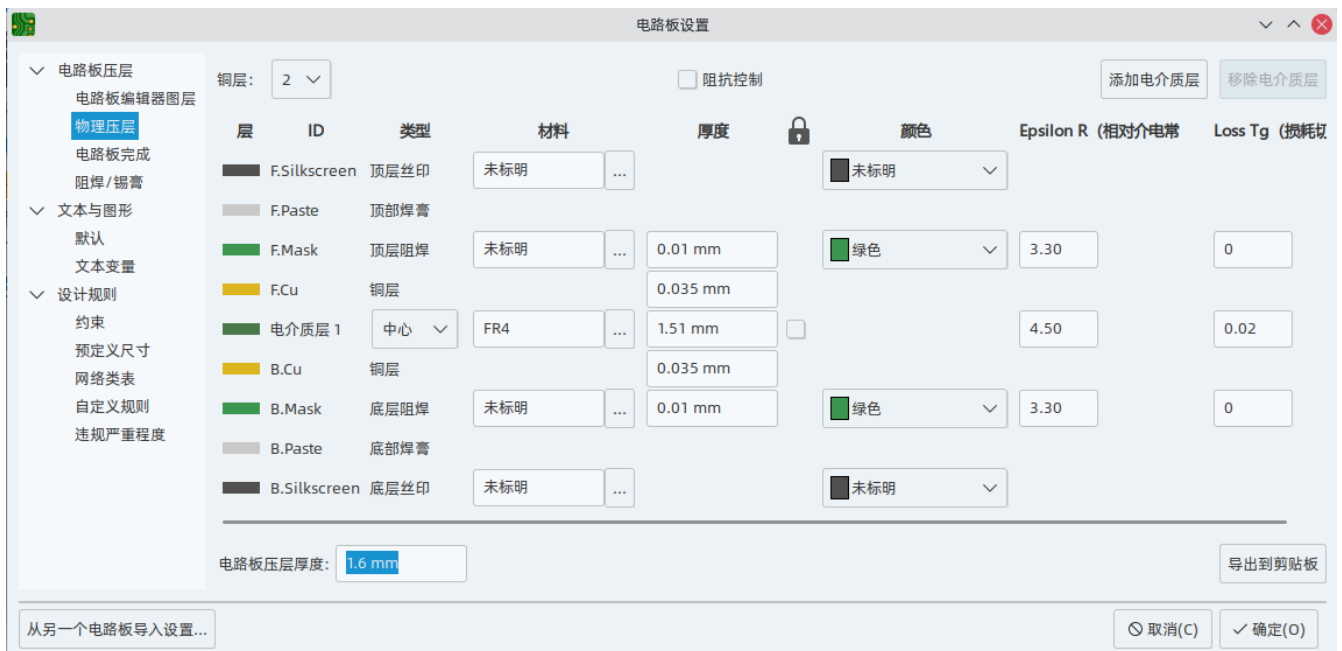 电路板设置
电路板压层
电路板编辑器图层
物理压层
电路板完成
阻焊/锡膏
文本与图形
默认
文本变量
设计规则
约束
预定义尺寸
网络类表
自定义规则
违规严重程度
铜层： 2 阻抗控制 添加电介质层 移除电介质层
层 ID 类型 材料 厚度 颜色 Epsilon R（相对介电常 Loss Tg（损耗切
F.Silkscreen 顶层丝印 未标明 ... 未标明
F.Paste 顶部焊膏
F.Mask 顶层阻焊 未标明 ... 0.01 mm 绿色 3.30 0
F.Cu 铜层 0.035 mm
电介质层 1 中心 FR4 ... 1.51 mm 4.50 0.02
B.Cu 铜层 0.035 mm
B.Mask 底层阻焊 未标明 ... 0.01 mm 绿色 3.30 0
B.Paste 底部焊膏
B.Silkscreen 底层丝印 未标明 ... 未标明
电路板压层厚度： 1.6 mm 导出到剪贴板
从另一个电路板导入设置... 取消(C) 确定(O)